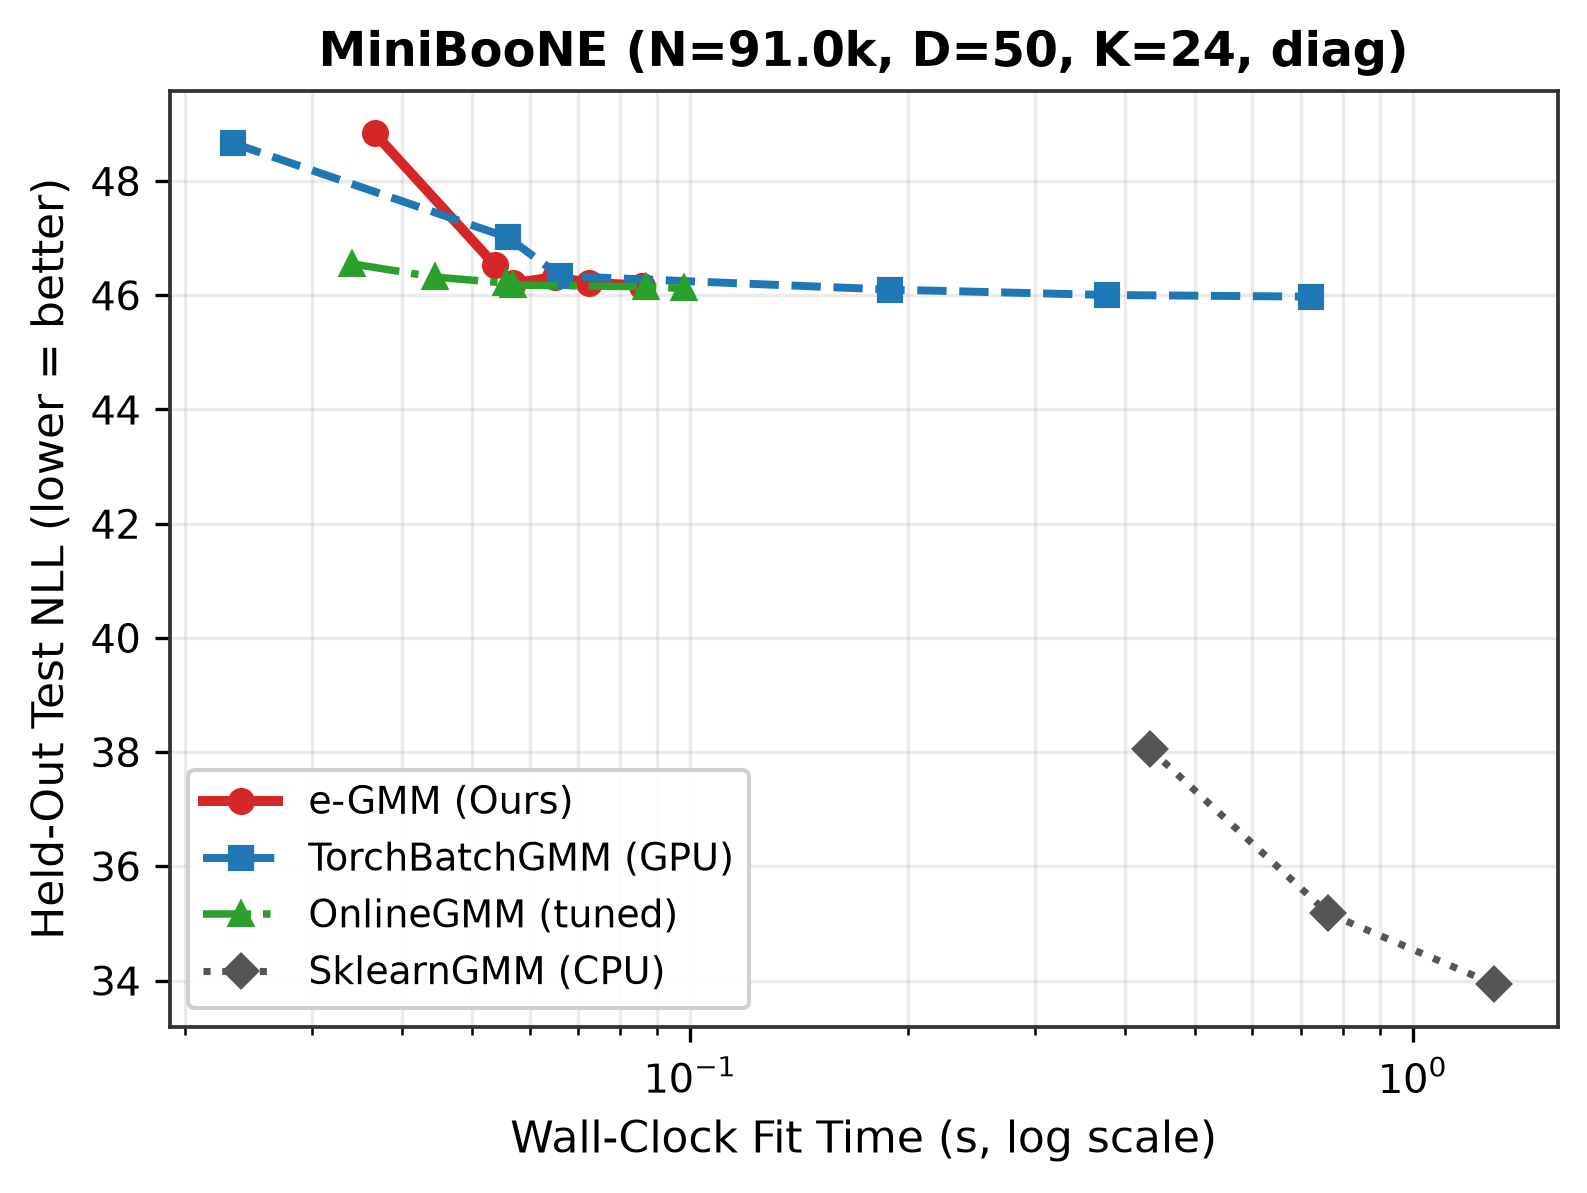 MiniBooNE (N=91.0k, D=50, K=24, diag)
Held-Out Test NLL (lower = better)
48
46
44
42
40
38
36
34
e-GMM (Ours)
TorchBatchGMM (GPU)
OnlineGMM (tuned)
SklearnGMM (CPU)
10⁻¹
10⁰
Wall-Clock Fit Time (s, log scale)